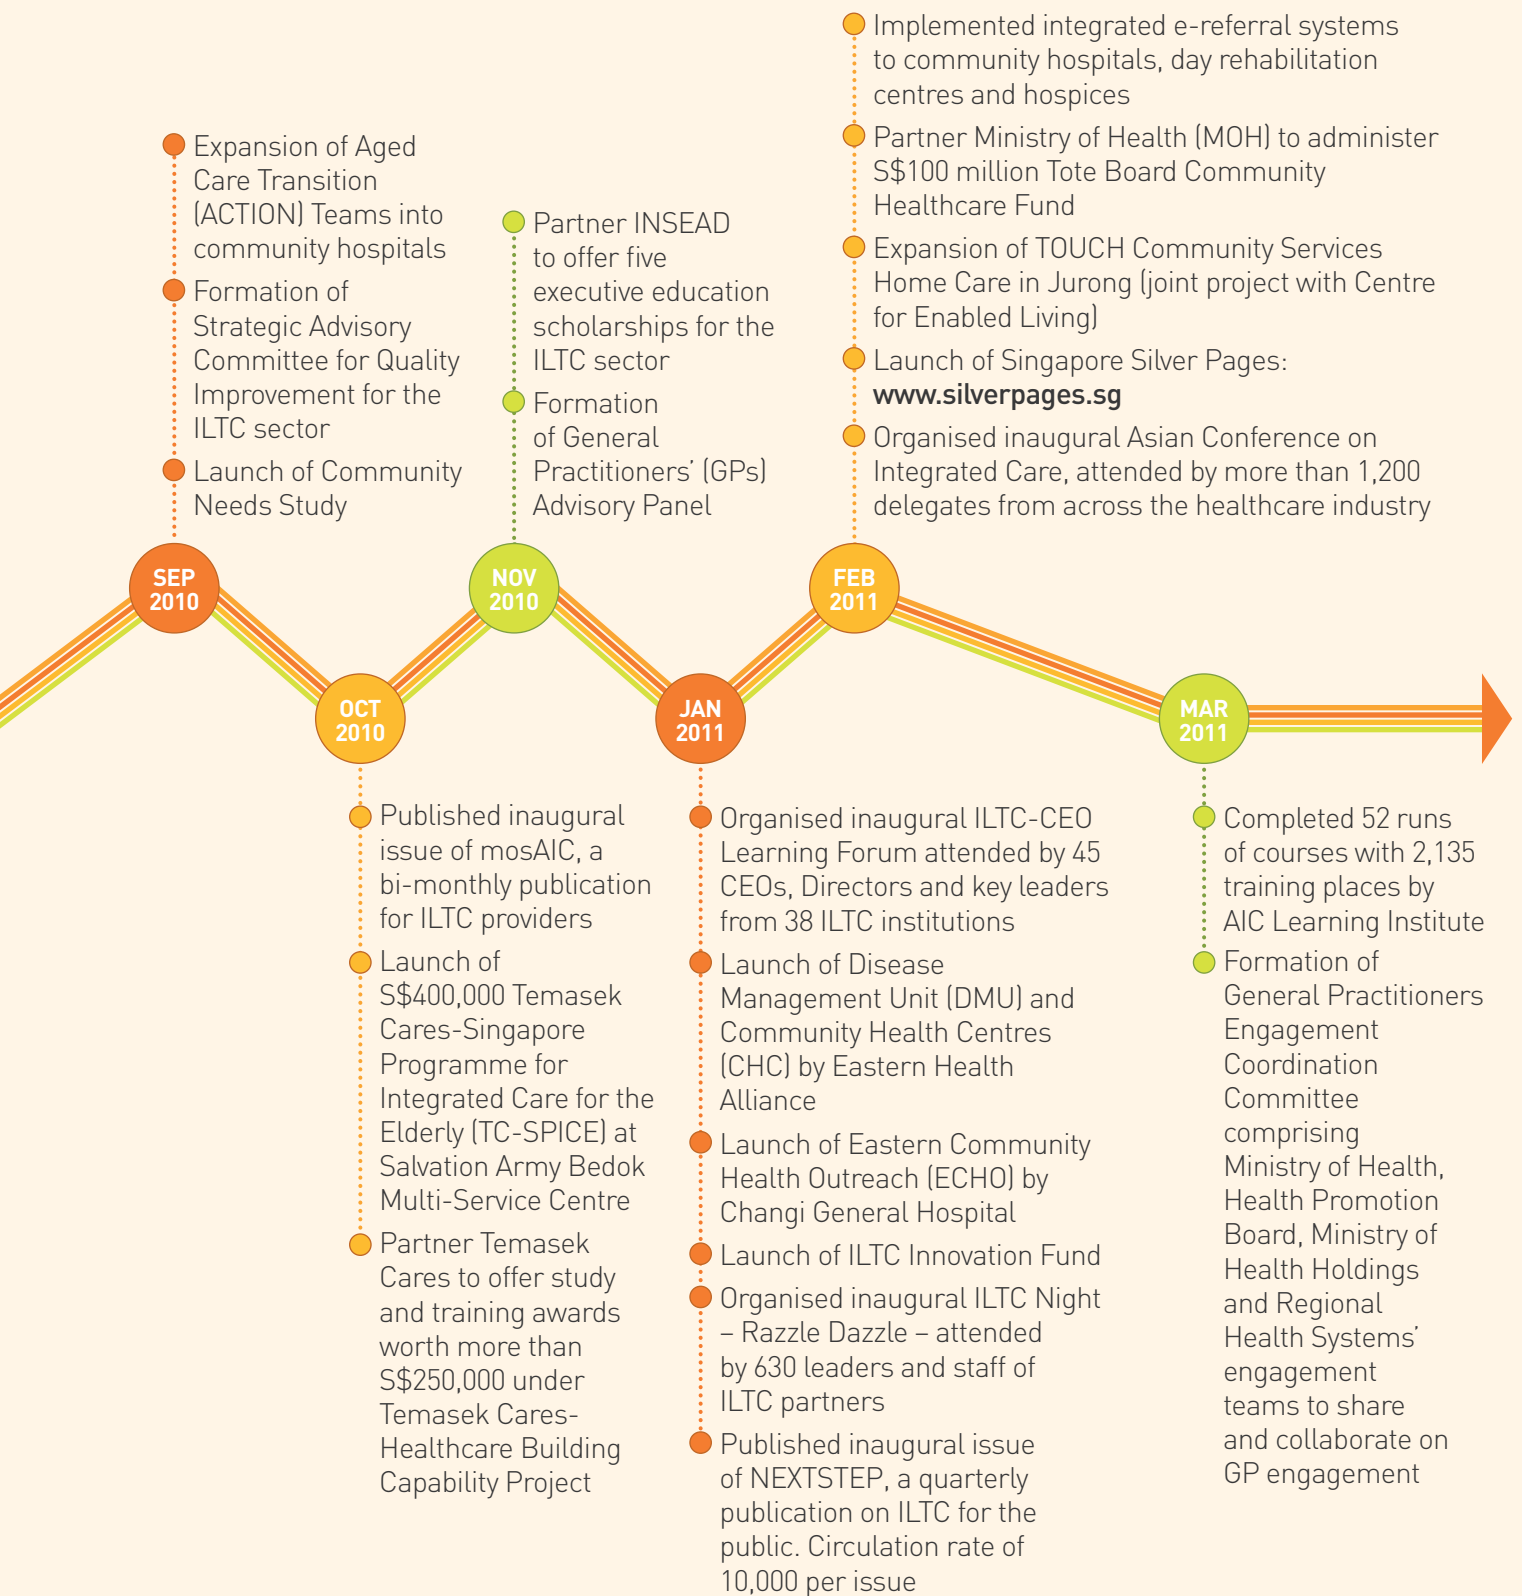 Expansion of Aged
Care Transition
(ACTION) Teams into
community hospitals
Formation of
Strategic Advisory
Committee for Quality
Improvement for the
ILTC sector
Launch of Community
Needs Study
SEP
2010
Published inaugural
issue of mosAIC, a
bi-monthly publication
for ILTC providers
Launch of
S$400,000 Temasek
Cares-Singapore
Programme for
Integrated Care for the
Elderly (TC-SPICE) at
Salvation Army Bedok
Multi-Service Centre
Partner Temasek
Cares to offer study
and training awards
worth more than
S$250,000 under
Temasek Cares-
Healthcare Building
Capability Project
OCT
2010
Partner INSEAD
to offer five
executive education
scholarships for the
ILTC sector
Formation
of General
Practitioners’ (GPs)
Advisory Panel
NOV
2010
JAN
2011
Organised inaugural ILTC-CEO
Learning Forum attended by 45
CEOs, Directors and key leaders
from 38 ILTC institutions
Launch of Disease
Management Unit (DMU) and
Community Health Centres
(CHC) by Eastern Health
Alliance
Launch of Eastern Community
Health Outreach (ECHO) by
Changi General Hospital
Launch of ILTC Innovation Fund
Organised inaugural ILTC Night
– Razzle Dazzle – attended
by 630 leaders and staff of
ILTC partners
Published inaugural issue
of NEXTSTEP, a quarterly
publication on ILTC for the
public. Circulation rate of
10,000 per issue
Implemented integrated e-referral systems
to community hospitals, day rehabilitation
centres and hospices
Partner Ministry of Health (MOH) to administer
S$100 million Tote Board Community
Healthcare Fund
Expansion of TOUCH Community Services
Home Care in Jurong (joint project with Centre
for Enabled Living)
Launch of Singapore Silver Pages:
www.silverpages.sg
Organised inaugural Asian Conference on
Integrated Care, attended by more than 1,200
delegates from across the healthcare industry
FEB
2011
MAR
2011
Completed 52 runs
of courses with 2,135
training places by
AIC Learning Institute
Formation of
General Practitioners
Engagement
Coordination
Committee
comprising
Ministry of Health,
Health Promotion
Board, Ministry of
Health Holdings
and Regional
Health Systems’
engagement
teams to share
and collaborate on
GP engagement